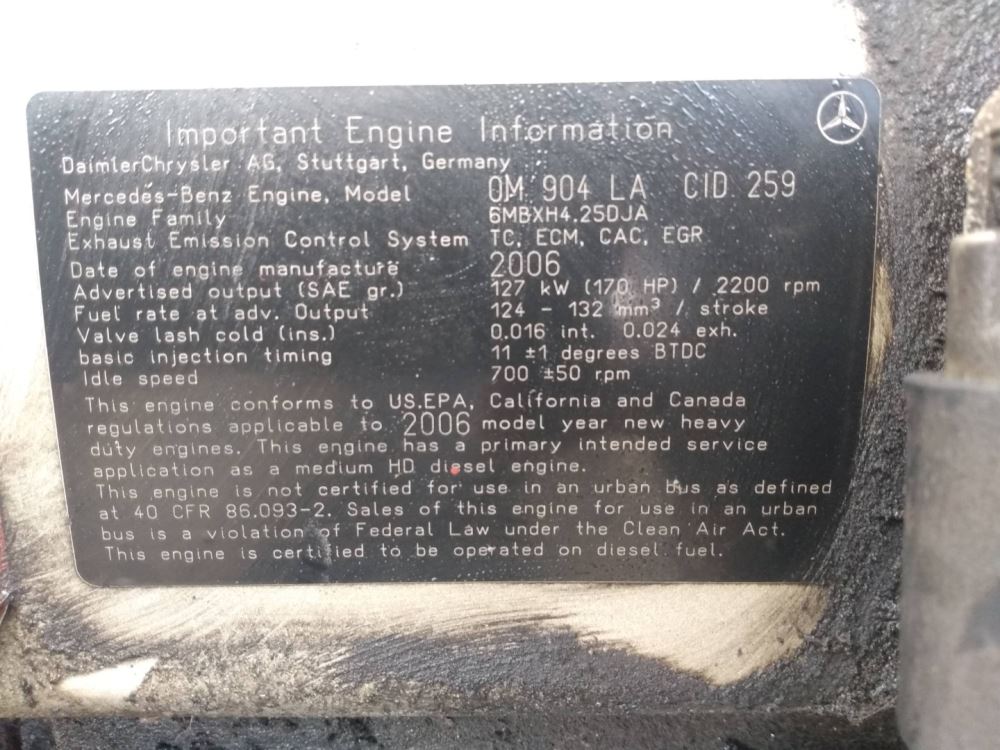 Important Engine Information
DaimlerChrysler AG, Stuttgart, Germany
Mercedes-Benz Engine, Model OM 904 LA CID 259
Engine Family 6MBXH4.25DJA
Exhaust Emission Control System TC, ECM, CAC, EGR
Date of engine manufacture 2006
Advertised output (SAE gr.) 127 kW (170 HP) / 2200 rpm
Fuel rate at adv. Output 124 - 132 mm³ / stroke
Valve lash cold (ins.) 0.016 int. 0.024 exh.
basic injection timing 11 ±1 degrees BTDC
Idle speed 700 ±50 rpm
This engine conforms to US.EPA, California and Canada
regulations applicable to 2006 model year new heavy
duty engines. This engine has a primary intended service
application as a medium HD diesel engine.
This engine is not certified for use in an urban bus as defined
at 40 CFR 86.093-2. Sales of this engine for use in an urban
bus is a violation of Federal Law under the Clean Air Act.
This engine is certified to be operated on diesel fuel.